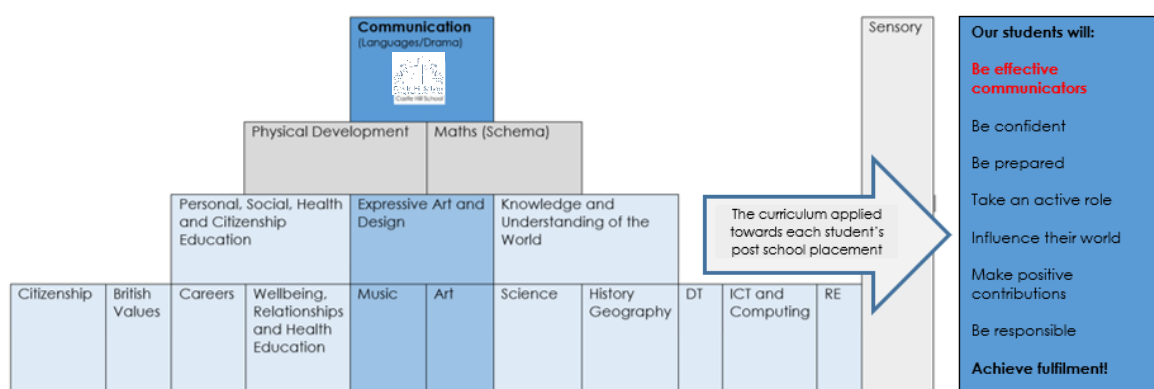 Communication
(Languages/Drama)
Castle Hill School
Sensory
Physical Development
Maths (Schema)
Personal, Social, Health
and Citizenship
Education
Expressive Art and
Design
Knowledge and
Understanding of the
World
Citizenship
British
Values
Careers
Wellbeing,
Relationships
and Health
Education
Music
Art
Science
History
Geography
DT
ICT and
Computing
RE
The curriculum applied
towards each student's
post school placement
Our students will:
Be effective
communicators
Be confident
Be prepared
Take an active role
Influence their world
Make positive
contributions
Be responsible
Achieve fulfilment!